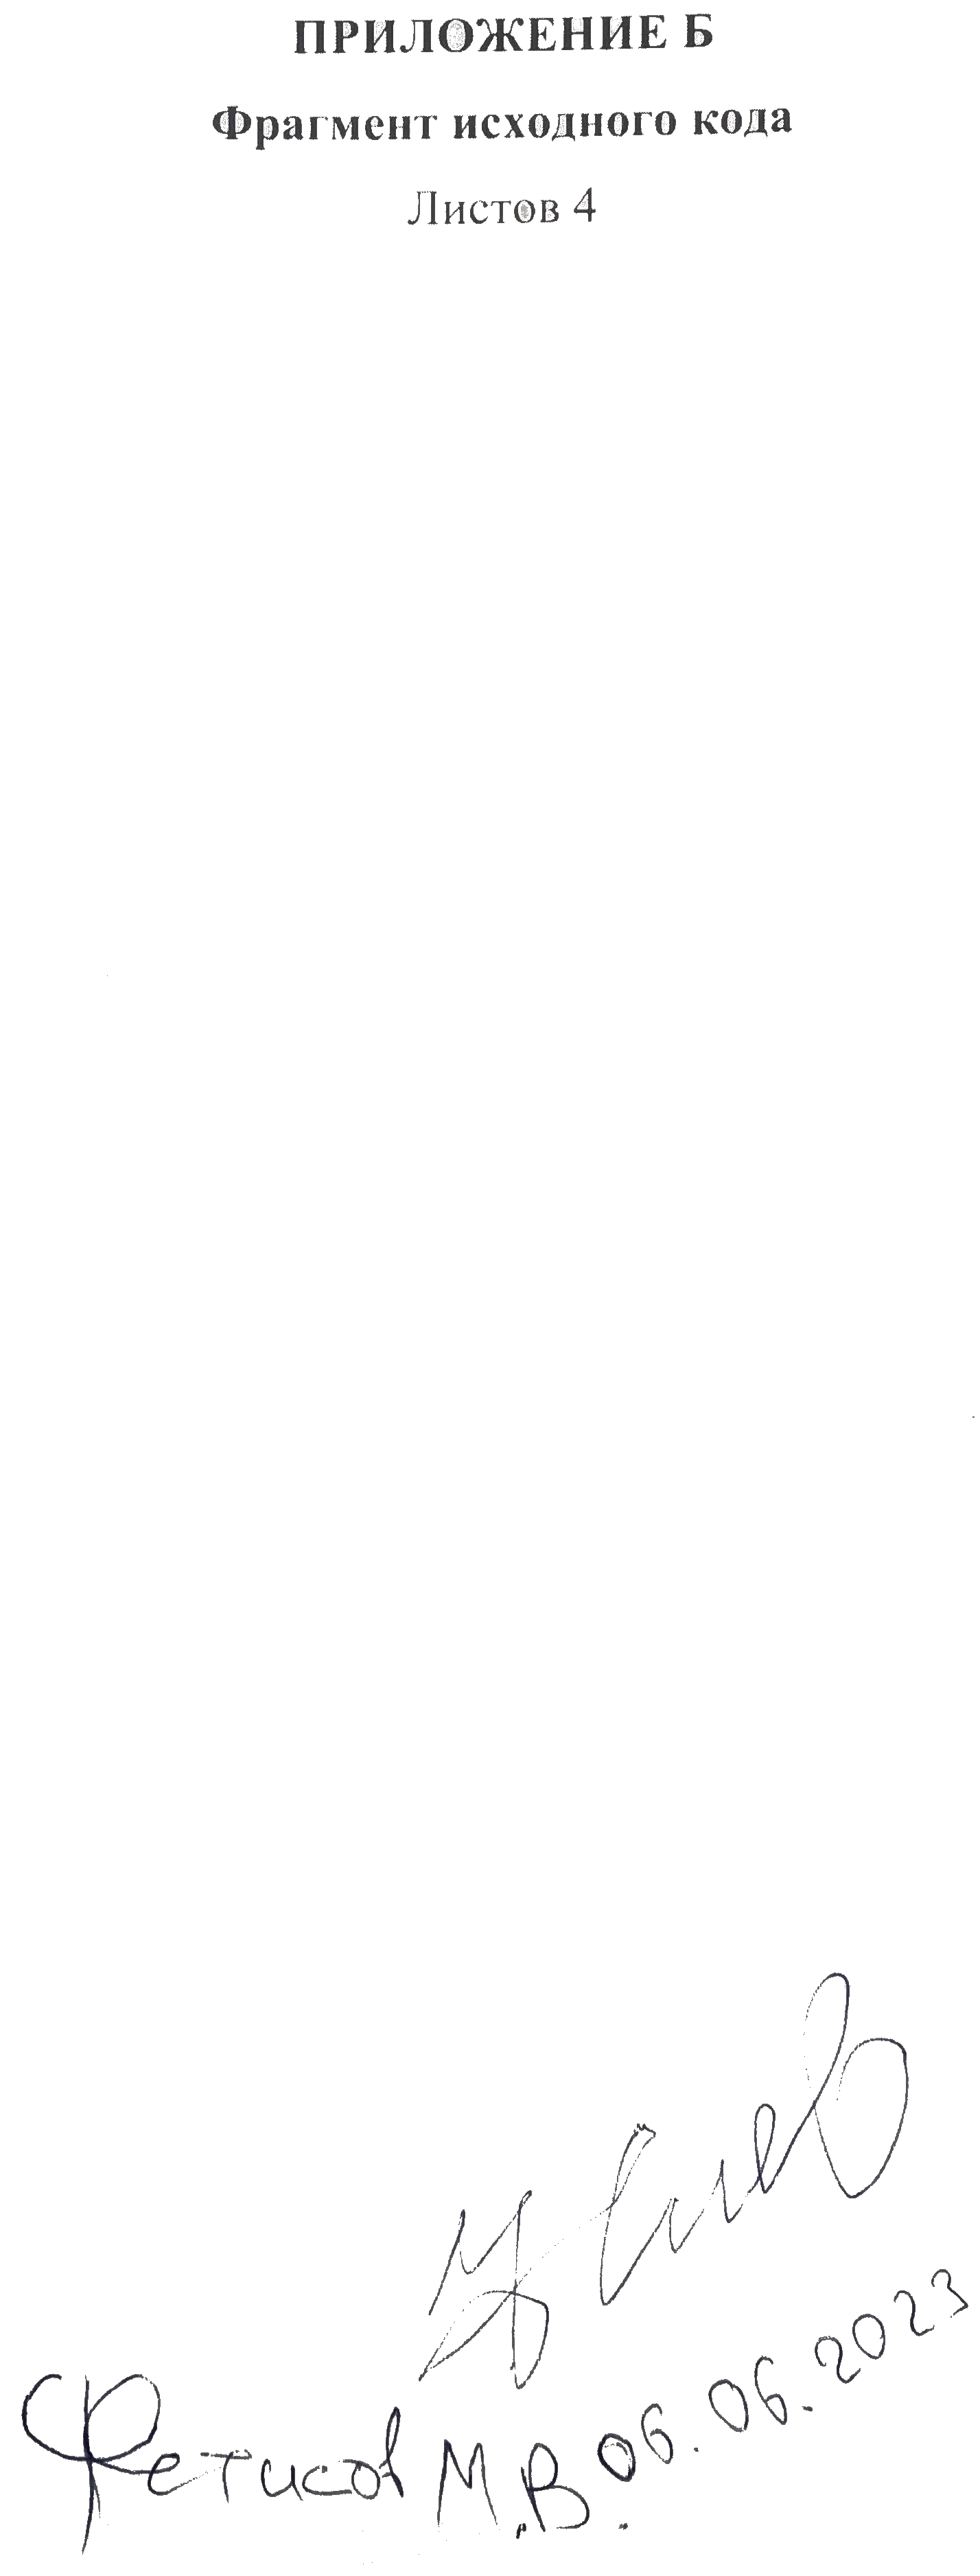 ПРИЛОЖЕНИЕ Б
Фрагмент исходного кода
Листов 4
Фетисов М.В. 06.06.2023